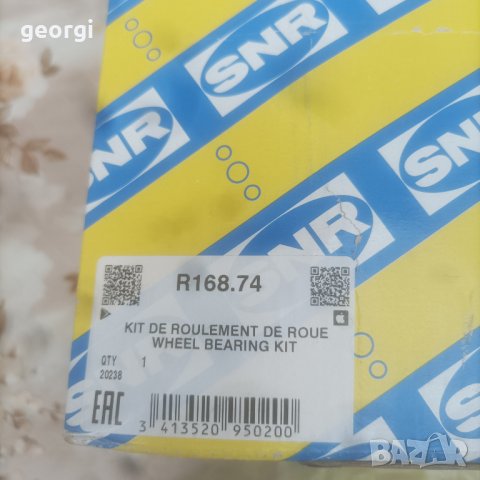 georgi
SNR
SNR
SNR
SNR
R168.74
KIT DE ROULEMENT DE ROUE
WHEEL BEARING KIT
QTY 1
20238
EAC
3 413520 950200
BAZAR